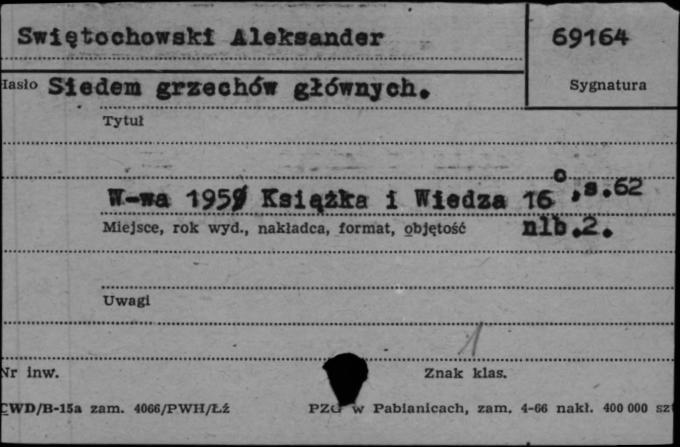 Swiętochowski Aleksander 69164
Hasło Siedem grzechów głównych. Sygnatura
Tytuł
W-wa 1959 Książka i Wiedza 16°, s.62
Miejsce, rok wyd., nakładca, format, objętość nlb.2.
Uwagi
1
Nr inw. Znak klas.
CWD/B-15a zam. 4066/PWH/Łź PZG w Pabianicach, zam. 4-66 nakł. 400 000 szt